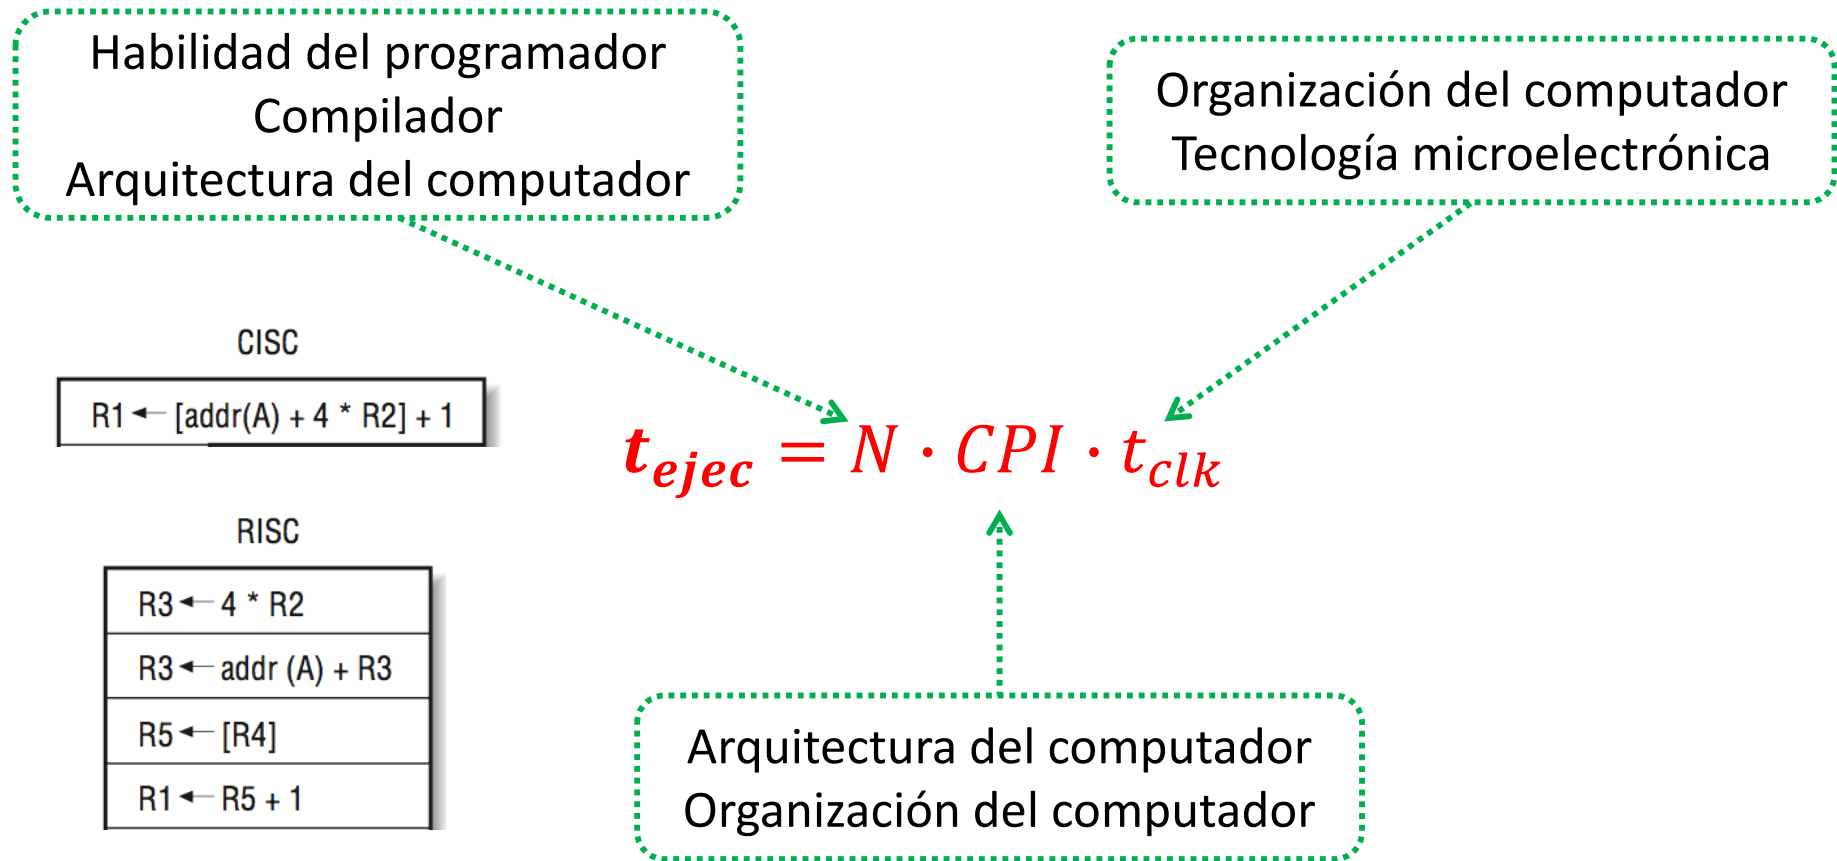 Habilidad del programador
Compilador
Arquitectura del computador
Organización del computador
Tecnología microelectrónica
CISC
R1 ← [addr(A) + 4 * R2] + 1
t_ejec = N · CPI · t_clk
RISC
R3 ← 4 * R2
R3 ← addr (A) + R3
R5 ← [R4]
R1 ← R5 + 1
Arquitectura del computador
Organización del computador